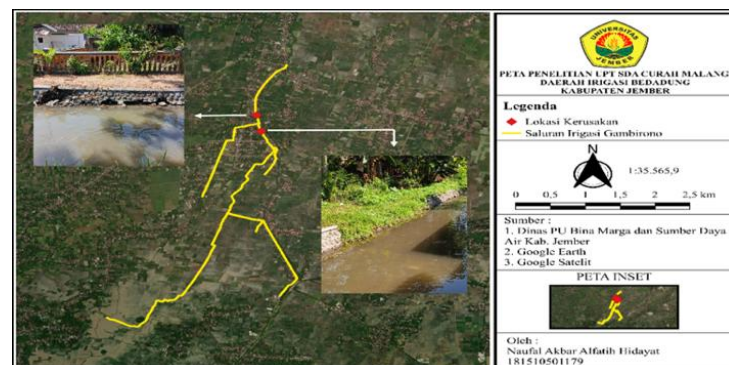 UNIVERSITAS
JEMBER
PETA PENELITIAN UPT SDA CURAH MALANG
DAERAH IRIGASI BEDADUNG
KABUPATEN JEMBER
Legenda
Lokasi Kerusakan
Saluran Irigasi Gambirono
1:35.565,9
0 0,5 1 1,5 2 2,5 km
Sumber :
1. Dinas PU Bina Marga dan Sumber Daya
Air Kab. Jember
2. Google Earth
3. Google Satelit
PETA INSET
Oleh :
Naufal Akbar Alfatih Hidayat
181510501179